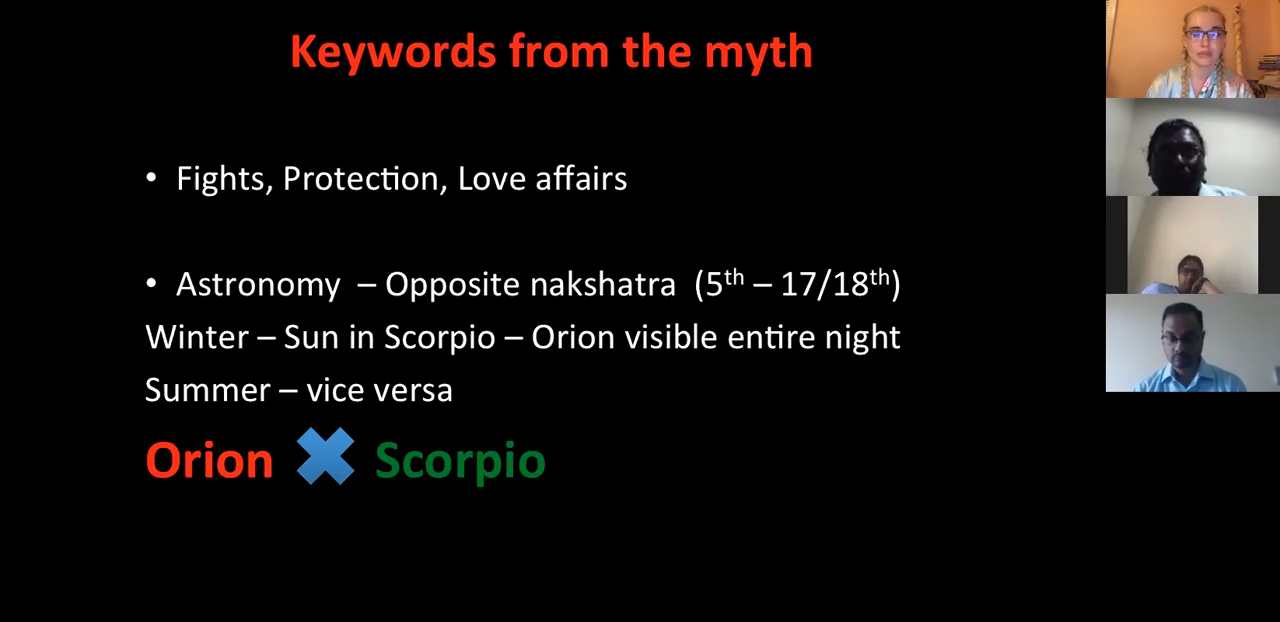 Keywords from the myth
• Fights, Protection, Love affairs
• Astronomy – Opposite nakshatra (5th – 17/18th)
Winter – Sun in Scorpio – Orion visible entire night
Summer – vice versa
Orion ✖ Scorpio